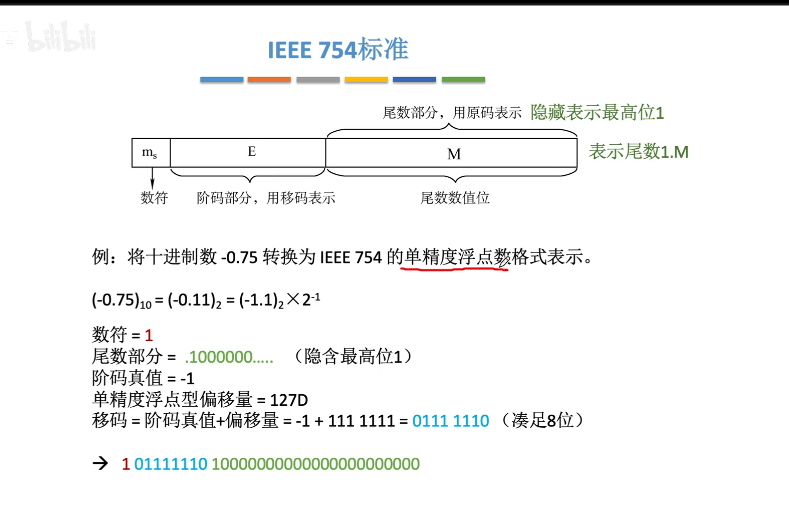 bilibili
IEEE 754标准
尾数部分，用原码表示 隐藏表示最高位1
ms E M 表示尾数1.M
数符 阶码部分，用移码表示 尾数数值位
例：将十进制数 -0.75 转换为 IEEE 754 的单精度浮点数格式表示。
(-0.75)10 = (-0.11)2 = (-1.1)2×2-1
数符 = 1
尾数部分 = .1000000..... （隐含最高位1）
阶码真值 = -1
单精度浮点型偏移量 = 127D
移码 = 阶码真值+偏移量 = -1 + 111 1111 = 0111 1110 （凑足8位）
→ 1 01111110 10000000000000000000000